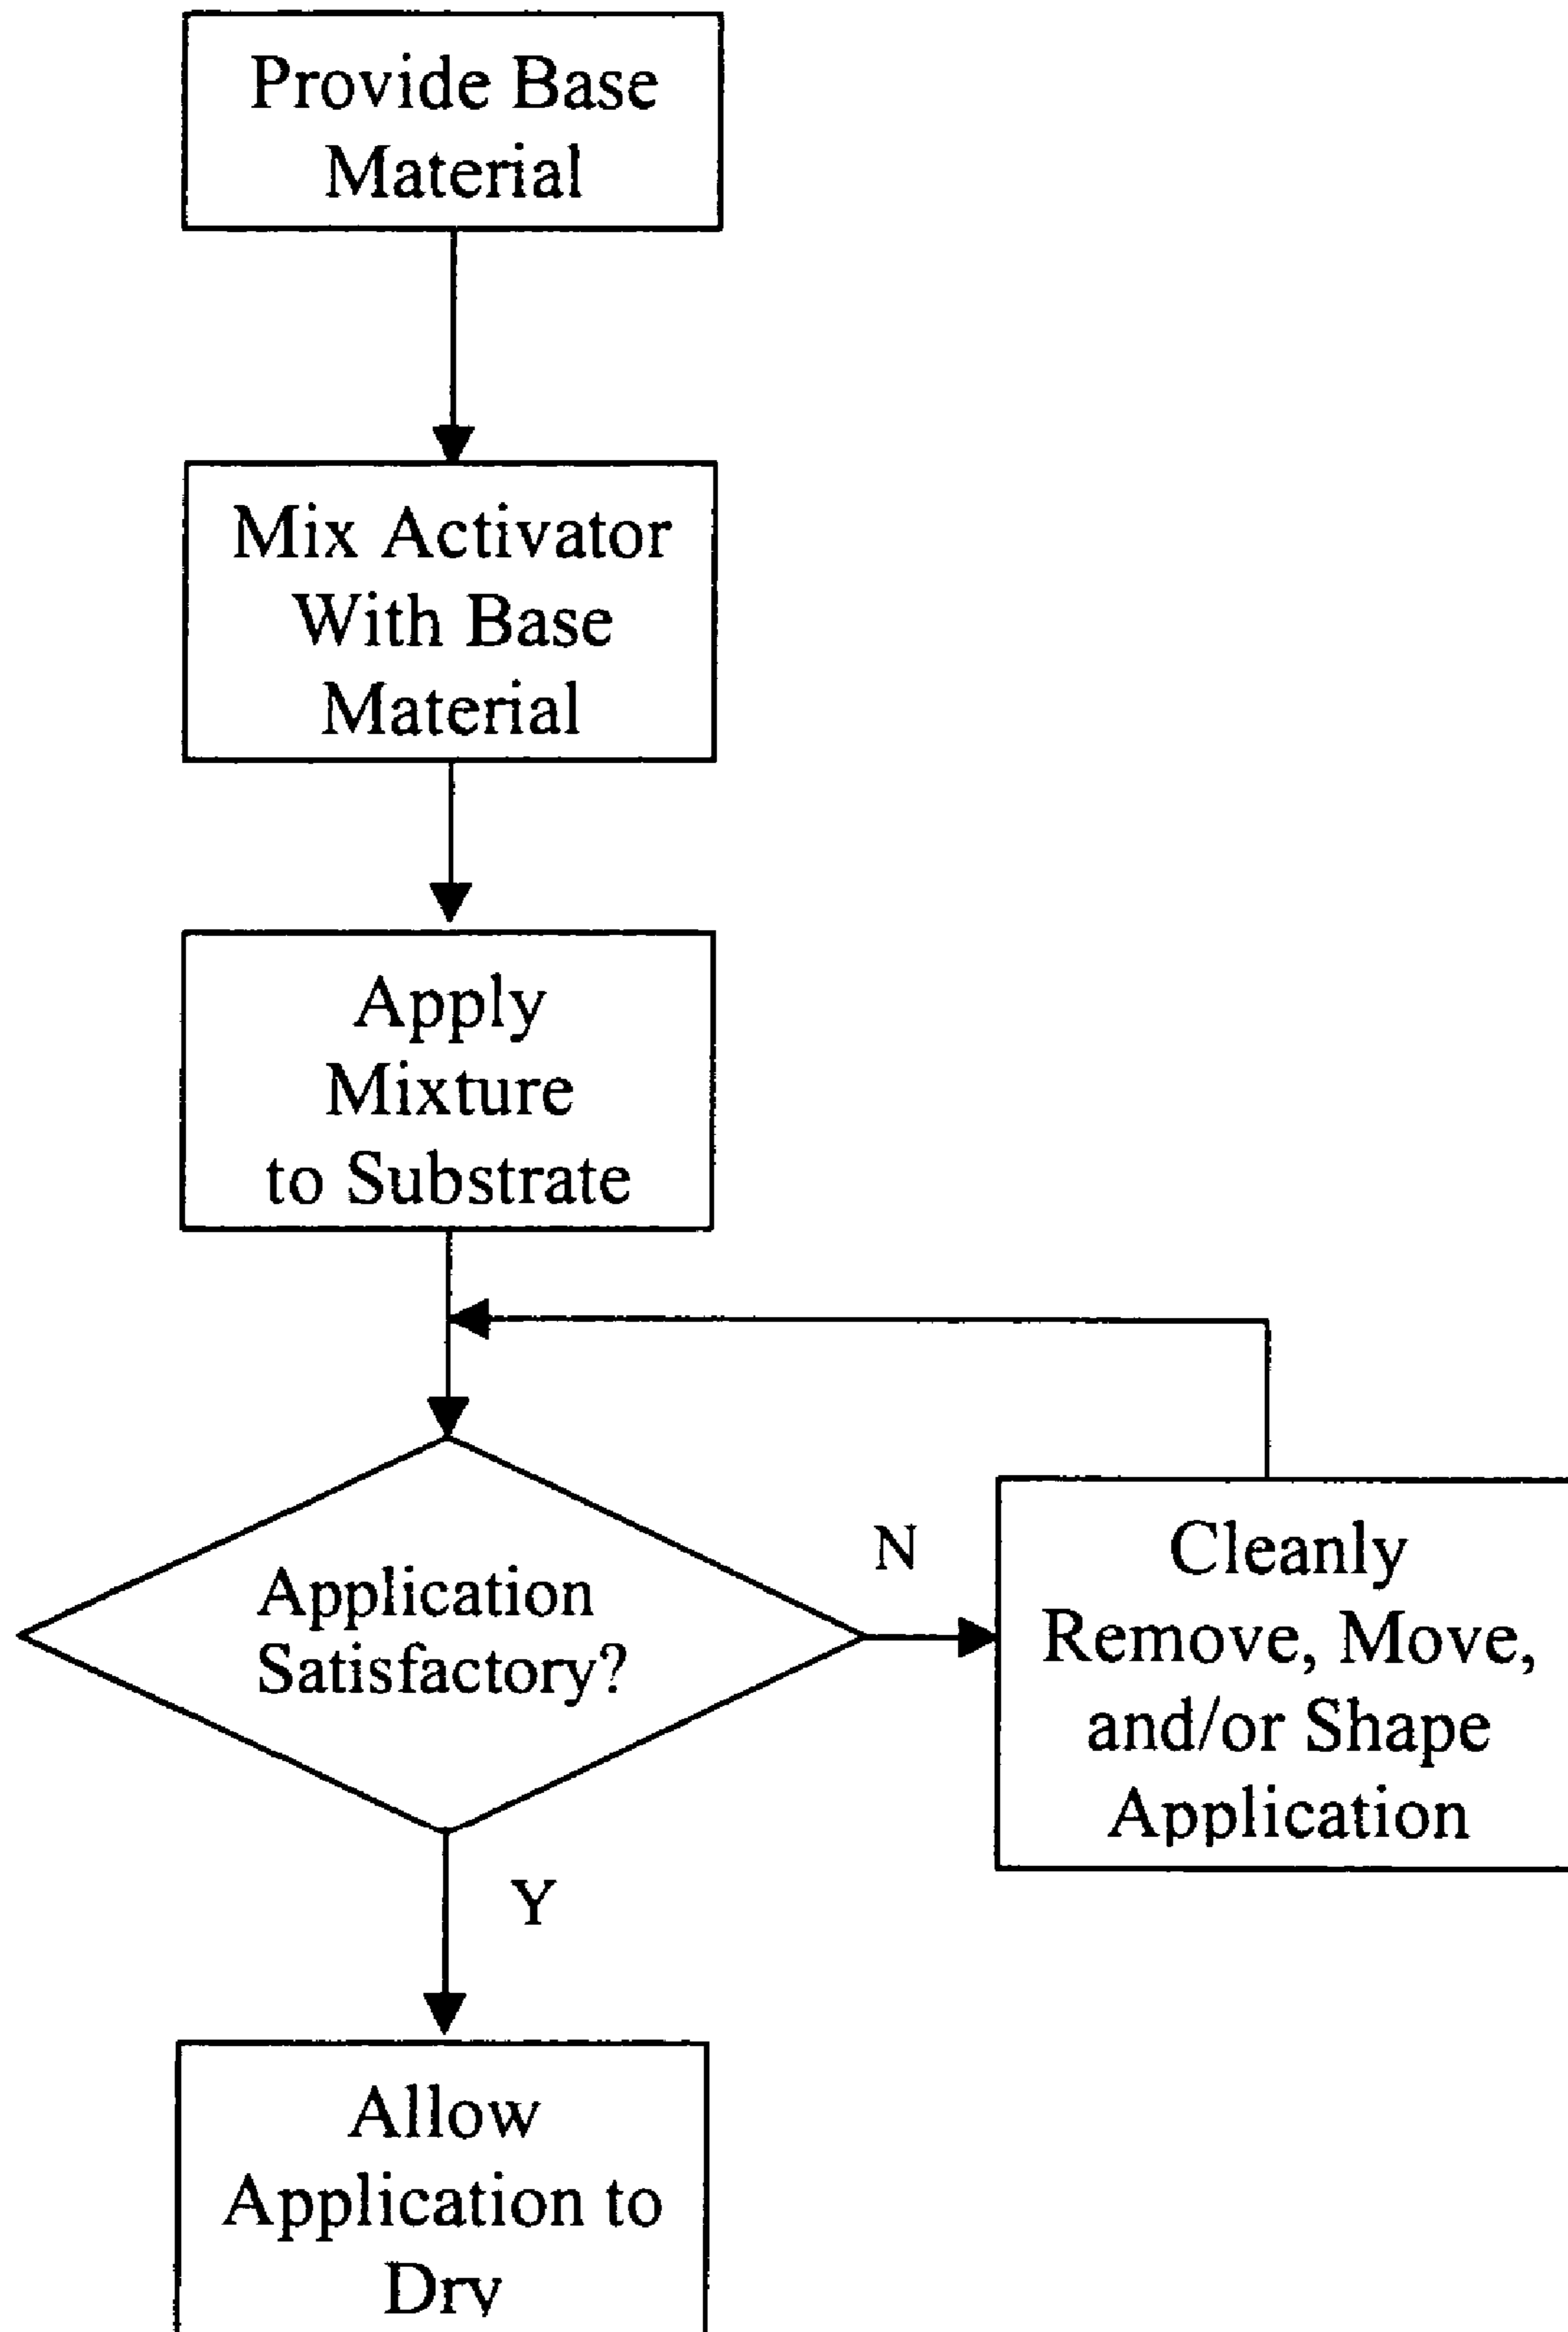 Provide Base
Material
Mix Activator
With Base
Material
Apply
Mixture
to Substrate
Application
Satisfactory?
N
Cleanly
Remove, Move,
and/or Shape
Application
Y
Allow
Application to
Dry